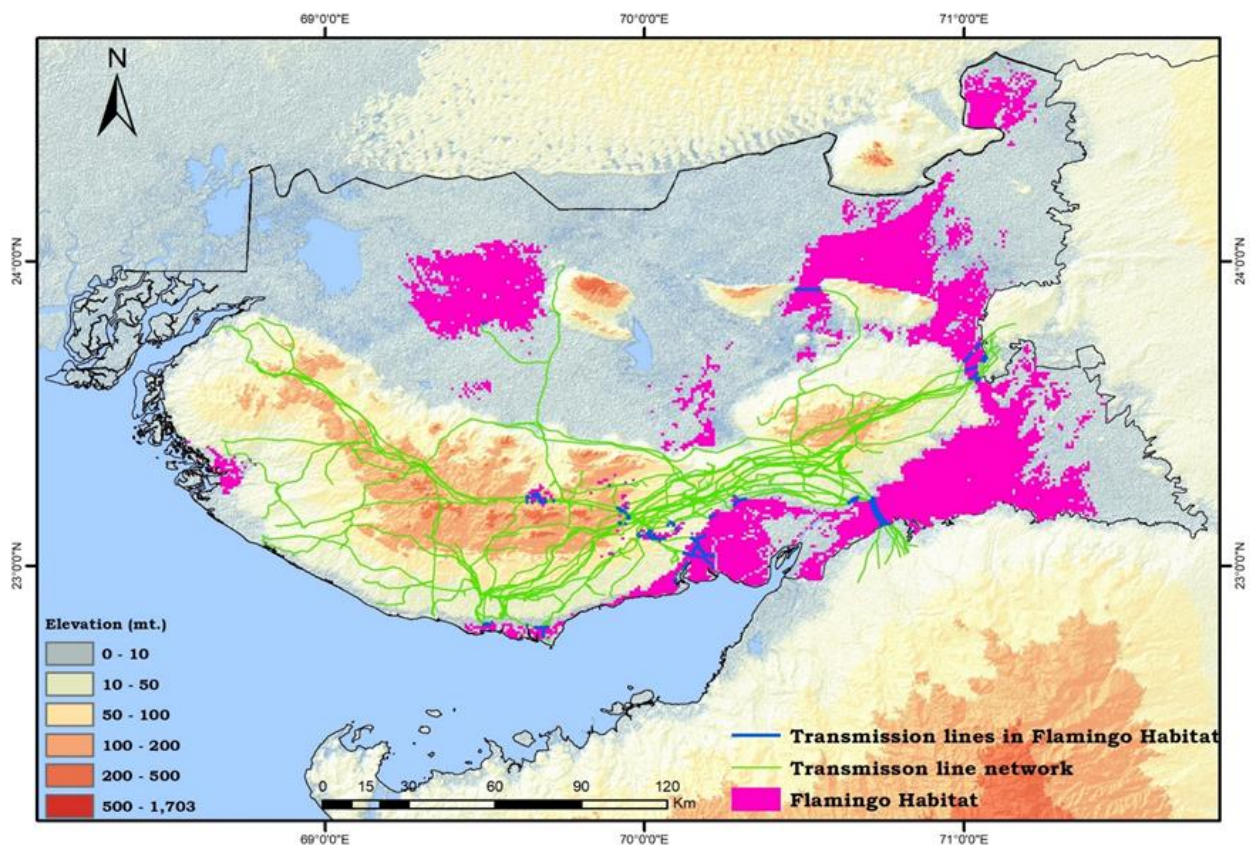 69°0'0"E 70°0'0"E 71°0'0"E
N
24°0'0"N 24°0'0"N
23°0'0"N 23°0'0"N
Elevation (mt.)
0 - 10
10 - 50
50 - 100
100 - 200
200 - 500
500 - 1,703
Transmission lines in Flamingo Habitat
Transmisson line network
Flamingo Habitat
0 15 30 60 90 120
Km
69°0'0"E 70°0'0"E 71°0'0"E